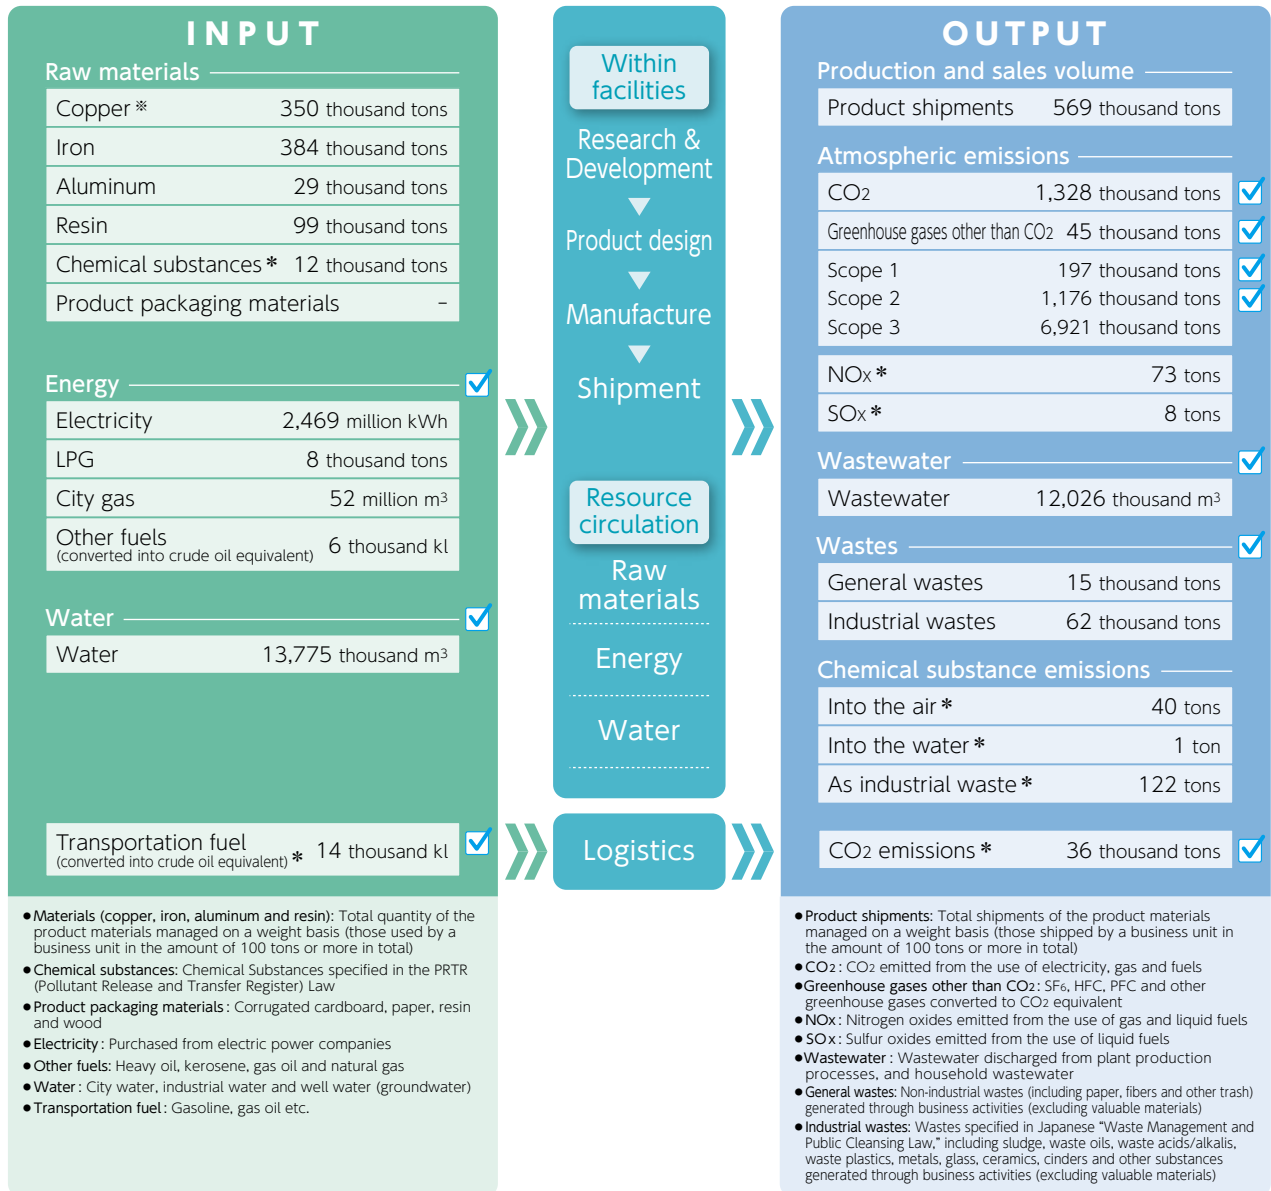 INPUT
Raw materials
Copper ※ 350 thousand tons
Iron 384 thousand tons
Aluminum 29 thousand tons
Resin 99 thousand tons
Chemical substances * 12 thousand tons
Product packaging materials –
Energy
Electricity 2,469 million kWh
LPG 8 thousand tons
City gas 52 million m3
Other fuels
(converted into crude oil equivalent) 6 thousand kl
Water
Water 13,775 thousand m3
Transportation fuel
(converted into crude oil equivalent) * 14 thousand kl
●Materials (copper, iron, aluminum and resin): Total quantity of the
product materials managed on a weight basis (those used by a
business unit in the amount of 100 tons or more in total)
●Chemical substances: Chemical Substances specified in the PRTR
(Pollutant Release and Transfer Register) Law
●Product packaging materials : Corrugated cardboard, paper, resin
and wood
●Electricity : Purchased from electric power companies
●Other fuels: Heavy oil, kerosene, gas oil and natural gas
●Water : City water, industrial water and well water (groundwater)
●Transportation fuel : Gasoline, gas oil etc.
Within
facilities
Research &
Development
▼
Product design
▼
Manufacture
▼
Shipment
Resource
circulation
Raw
materials
Energy
Water
Logistics
OUTPUT
Production and sales volume
Product shipments 569 thousand tons
Atmospheric emissions
CO2 1,328 thousand tons
Greenhouse gases other than CO2 45 thousand tons
Scope 1 197 thousand tons
Scope 2 1,176 thousand tons
Scope 3 6,921 thousand tons
NOx * 73 tons
SOx * 8 tons
Wastewater
Wastewater 12,026 thousand m3
Wastes
General wastes 15 thousand tons
Industrial wastes 62 thousand tons
Chemical substance emissions
Into the air * 40 tons
Into the water * 1 ton
As industrial waste * 122 tons
CO2 emissions * 36 thousand tons
●Product shipments: Total shipments of the product materials
managed on a weight basis (those shipped by a business unit in
the amount of 100 tons or more in total)
●CO2 : CO2 emitted from the use of electricity, gas and fuels
●Greenhouse gases other than CO2 : SF6, HFC, PFC and other
greenhouse gases converted to CO2 equivalent
●NOx : Nitrogen oxides emitted from the use of gas and liquid fuels
●SOx : Sulfur oxides emitted from the use of liquid fuels
●Wastewater : Wastewater discharged from plant production
processes, and household wastewater
●General wastes: Non-industrial wastes (including paper, fibers and other trash)
generated through business activities (excluding valuable materials)
●Industrial wastes: Wastes specified in Japanese “Waste Management and
Public Cleansing Law,” including sludge, waste oils, waste acids/alkalis,
waste plastics, metals, glass, ceramics, cinders and other substances
generated through business activities (excluding valuable materials)